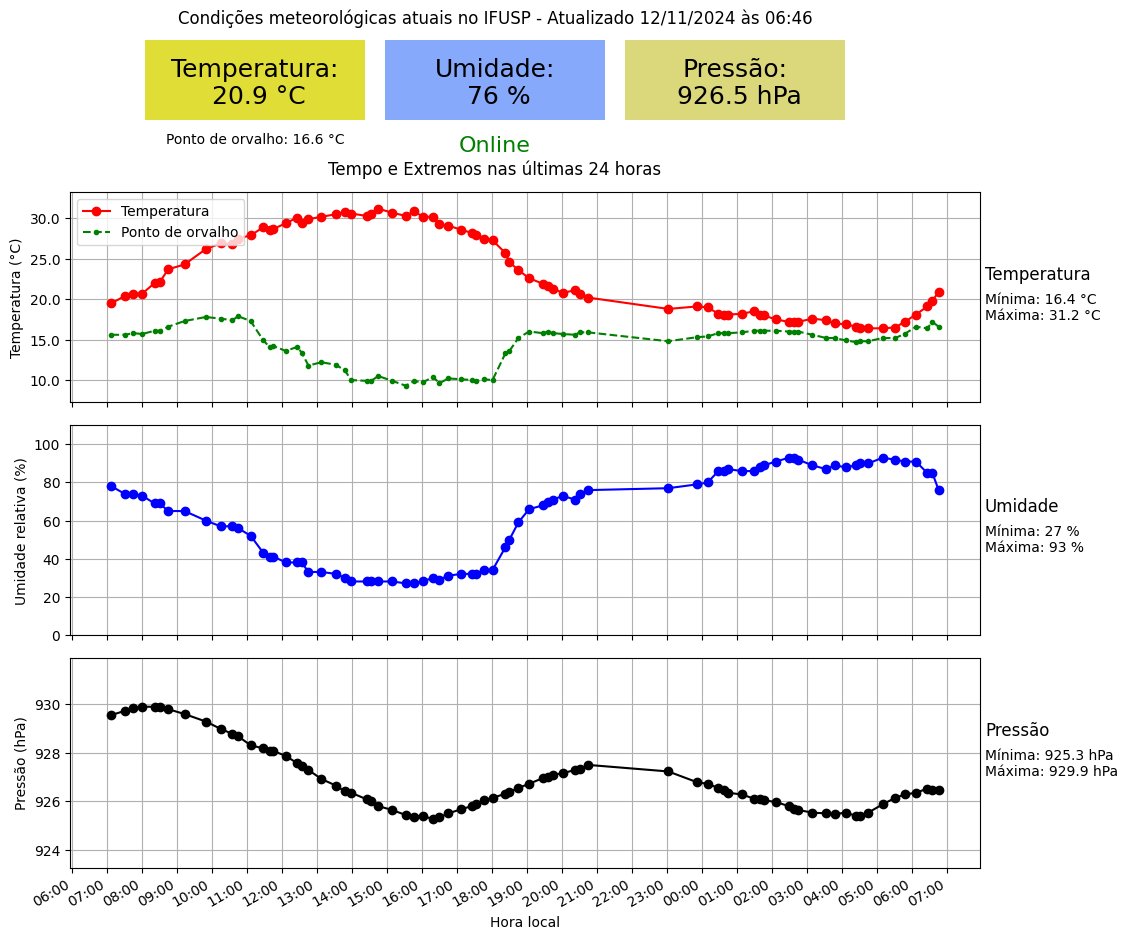 Condições meteorológicas atuais no IFUSP - Atualizado 12/11/2024 às 06:46
Temperatura:
20.9 °C
Umidade:
76 %
Pressão:
926.5 hPa
Ponto de orvalho: 16.6 °C
Online
Tempo e Extremos nas últimas 24 horas
Temperatura
Ponto de orvalho
Temperatura (°C)
30.0
25.0
20.0
15.0
10.0
Temperatura
Mínima: 16.4 °C
Máxima: 31.2 °C
Umidade relativa (%)
100
80
60
40
20
0
Umidade
Mínima: 27 %
Máxima: 93 %
Pressão (hPa)
930
928
926
924
Pressão
Mínima: 925.3 hPa
Máxima: 929.9 hPa
06:00 07:00 08:00 09:00 10:00 11:00 12:00 13:00 14:00 15:00 16:00 17:00 18:00 19:00 20:00 21:00 22:00 23:00 00:00 01:00 02:00 03:00 04:00 05:00 06:00 07:00
Hora local